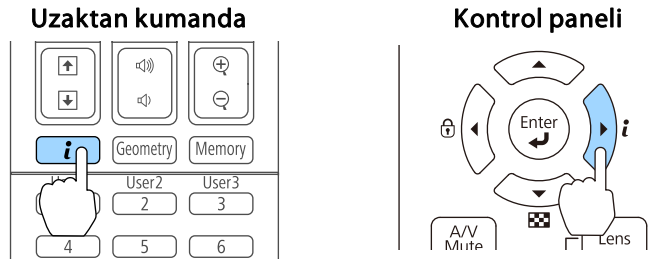 Uzaktan kumanda
i
Geometry
Memory
User2
User3
2
3
4
5
6
Kontrol paneli
Enter
i
A/V
Mute
Lens